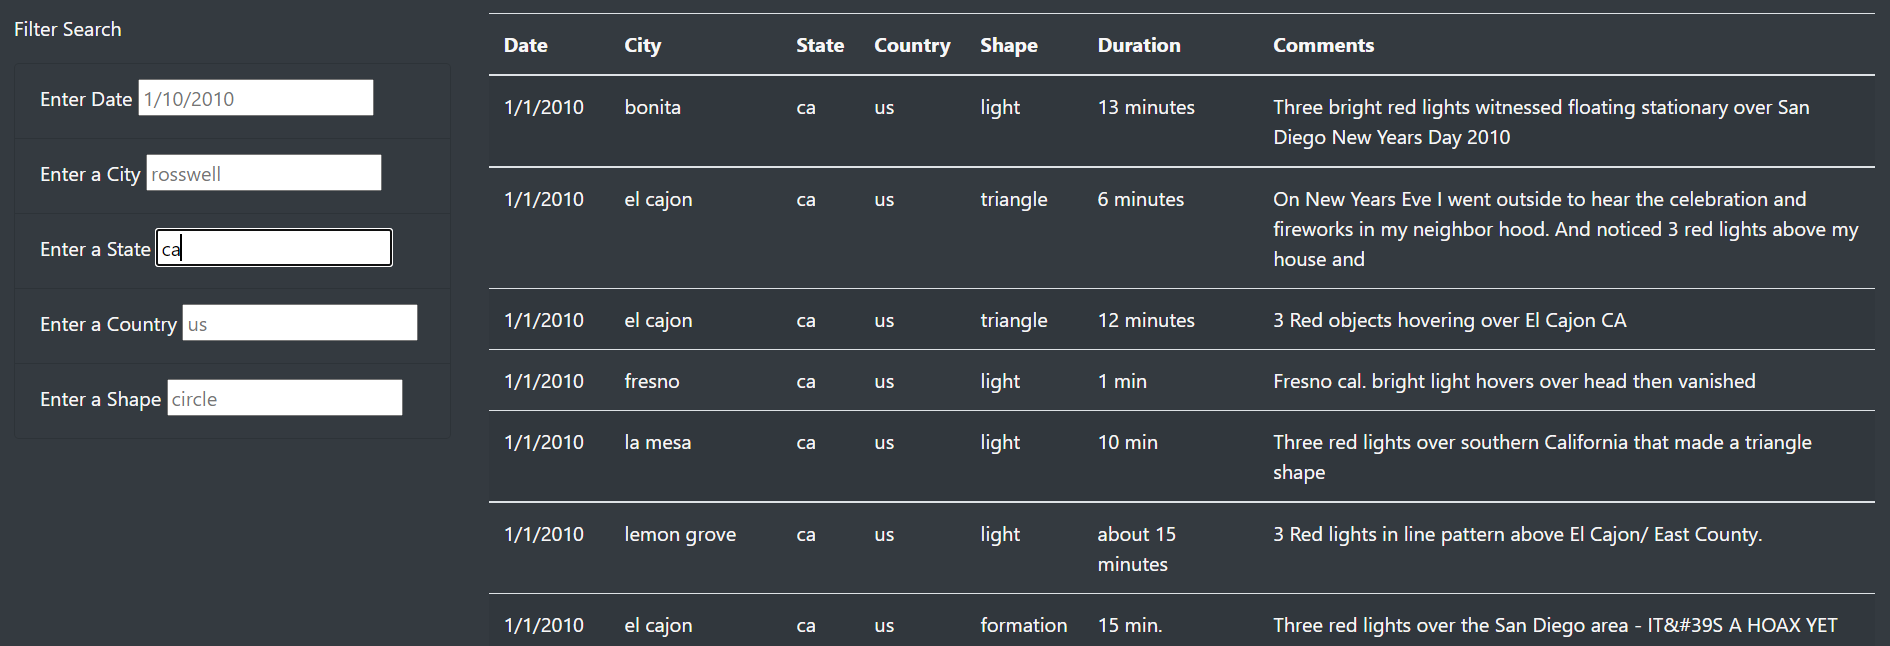 Filter Search
Enter Date 1/10/2010
Enter a City rosswell
Enter a State ca
Enter a Country us
Enter a Shape circle
Date City State Country Shape Duration Comments
1/1/2010 bonita ca us light 13 minutes Three bright red lights witnessed floating stationary over San
Diego New Years Day 2010
1/1/2010 el cajon ca us triangle 6 minutes On New Years Eve I went outside to hear the celebration and
fireworks in my neighbor hood. And noticed 3 red lights above my
house and
1/1/2010 el cajon ca us triangle 12 minutes 3 Red objects hovering over El Cajon CA
1/1/2010 fresno ca us light 1 min Fresno cal. bright light hovers over head then vanished
1/1/2010 la mesa ca us light 10 min Three red lights over southern California that made a triangle
shape
1/1/2010 lemon grove ca us light about 15 3 Red lights in line pattern above El Cajon/ East County.
minutes
1/1/2010 el cajon ca us formation 15 min. Three red lights over the San Diego area - IT&#39S A HOAX YET